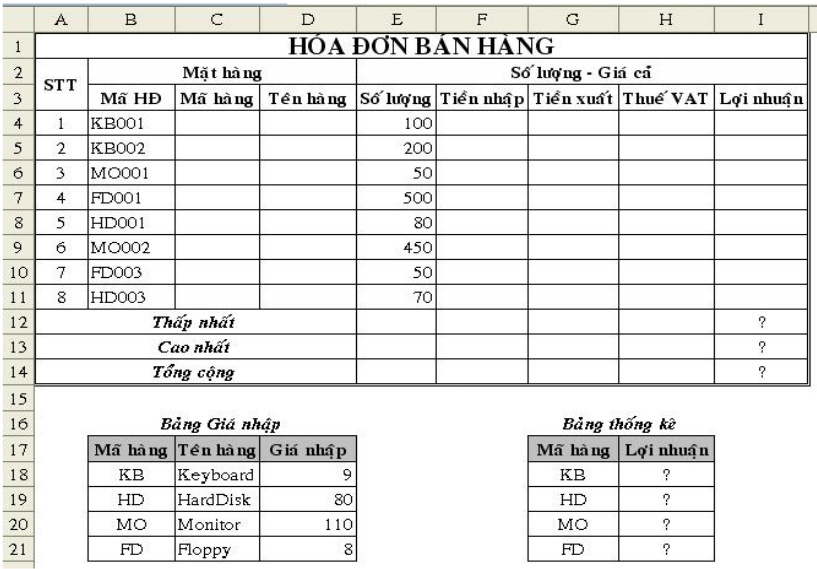 A B C D E F G H I
1 HÓA ĐƠN BÁN HÀNG
2 STT Mặt hàng Số lượng - Giá cả
3 Mã HĐ Mã hàng Tên hàng Số lượng Tiền nhập Tiền xuất Thuế VAT Lợi nhuận
4 1 KB001 100
5 2 KB002 200
6 3 MO001 50
7 4 FD001 500
8 5 HD001 80
9 6 MO002 450
10 7 FD003 50
11 8 HD003 70
12 Thấp nhất ?
13 Cao nhất ?
14 Tổng cộng ?
15
16 Bảng Giá nhập Bảng thống kê
17 Mã hàng Tên hàng Giá nhập Mã hàng Lợi nhuận
18 KB Keyboard 9 KB ?
19 HD HardDisk 80 HD ?
20 MO Monitor 110 MO ?
21 FD Floppy 8 FD ?